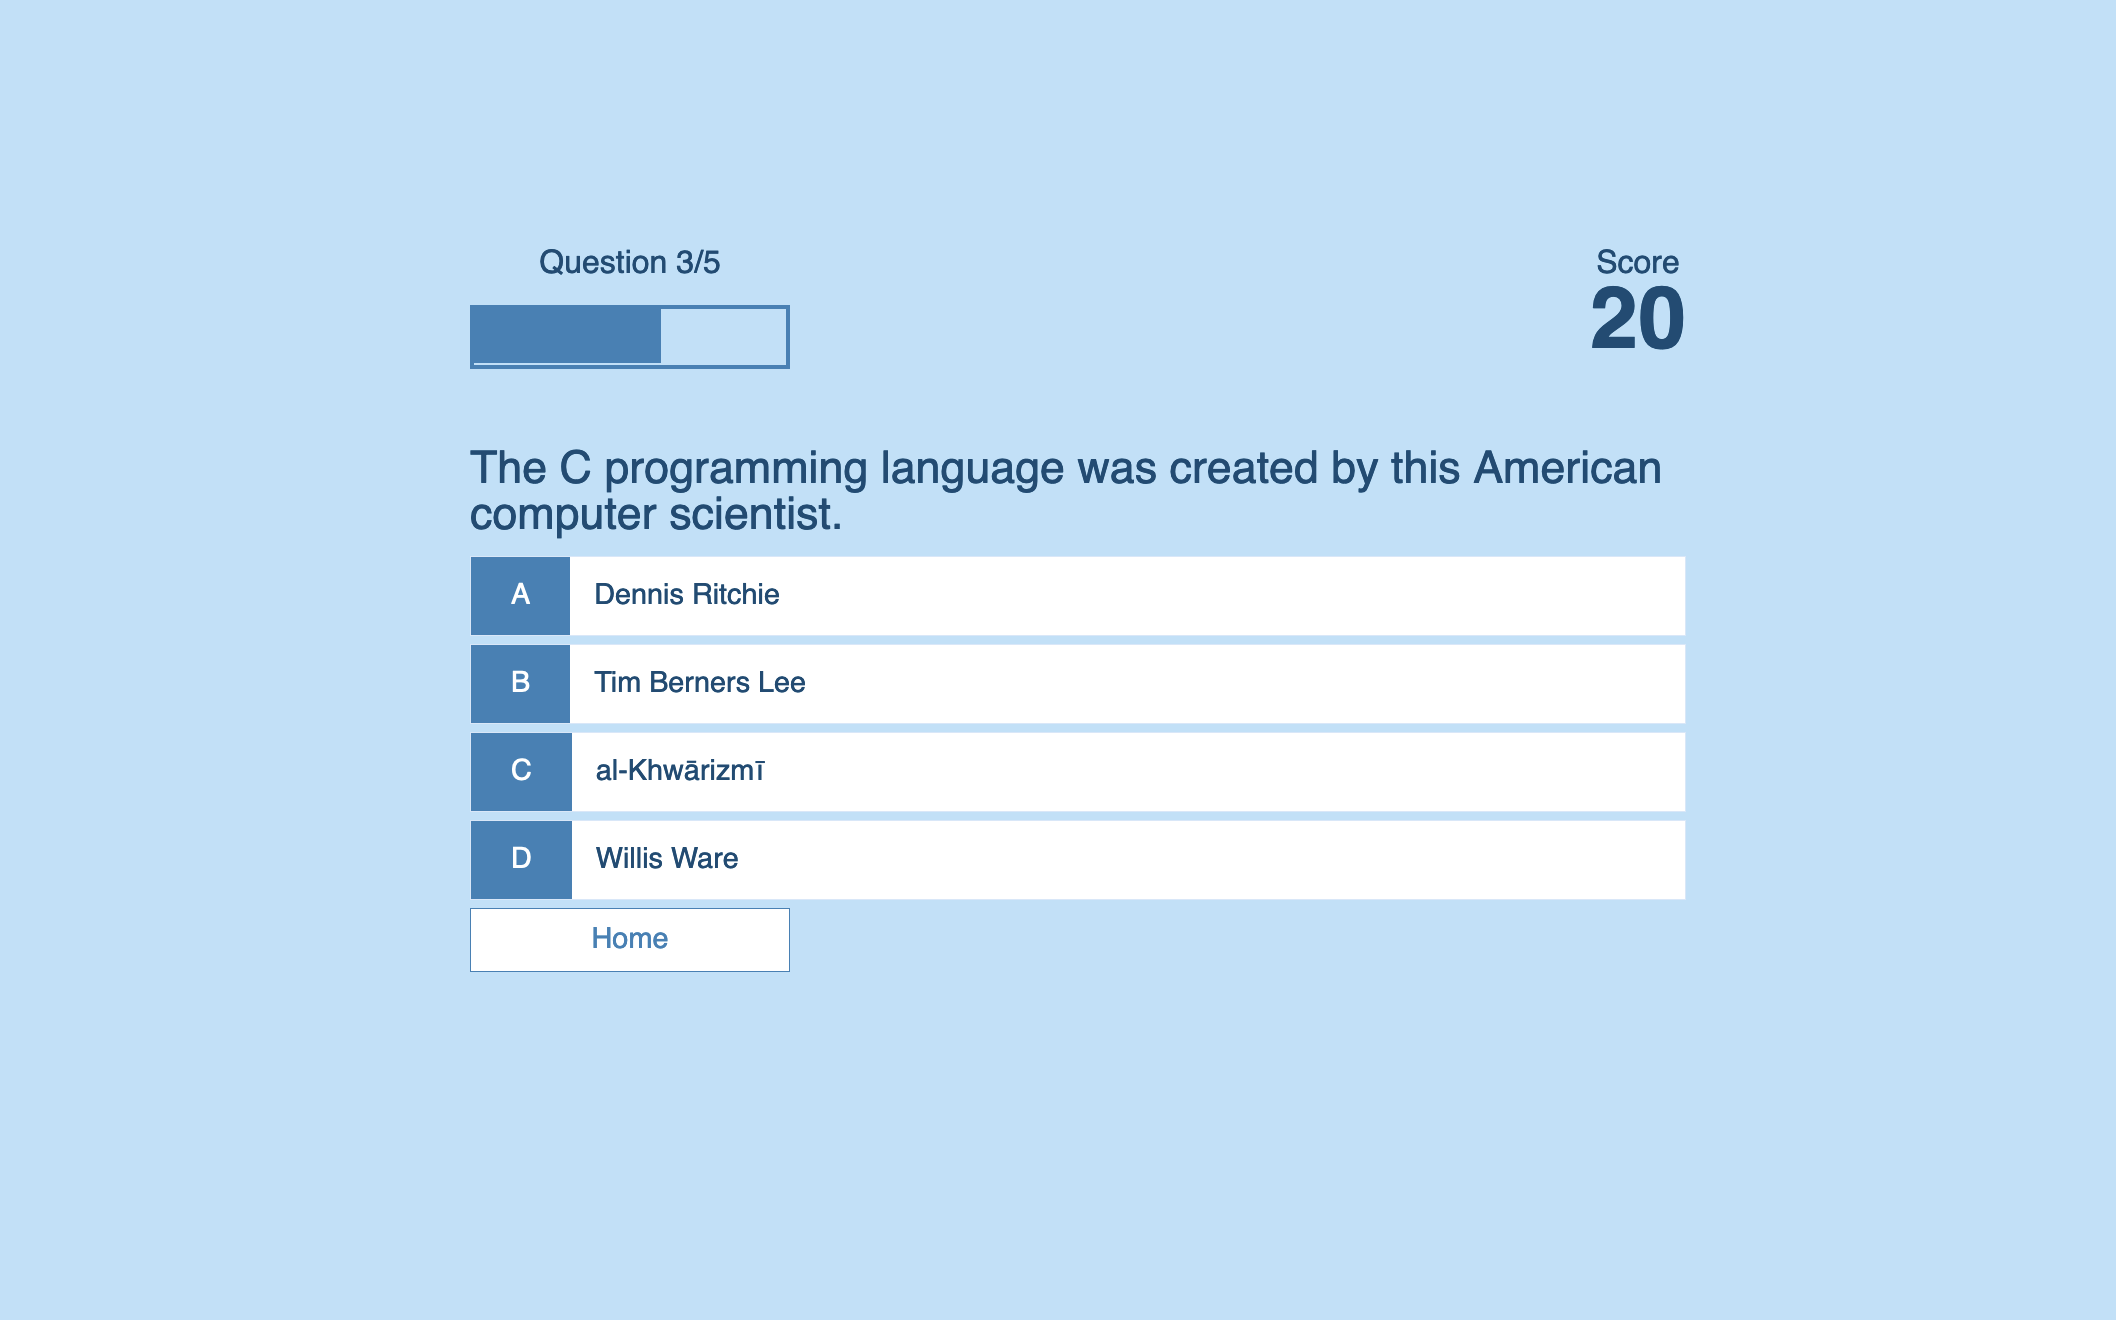 Question 3/5
Score
20
The C programming language was created by this American
computer scientist.
A Dennis Ritchie
B Tim Berners Lee
C al-Khwārizmī
D Willis Ware
Home